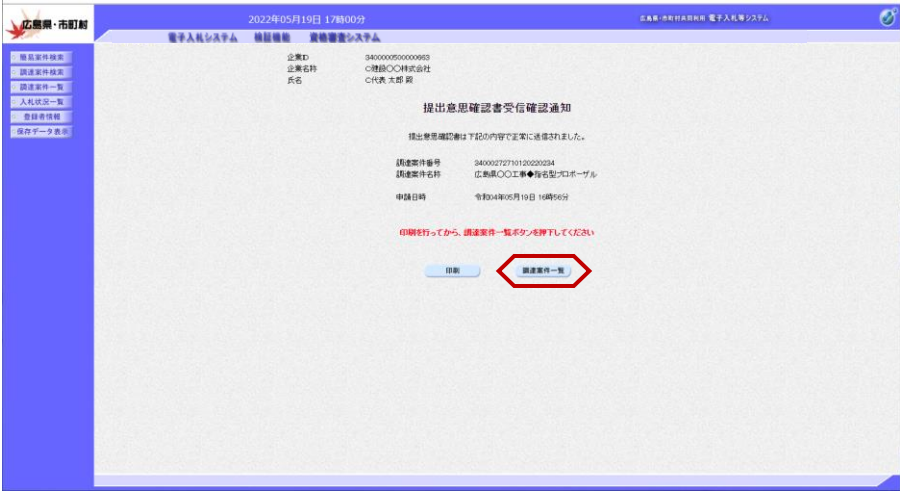 広島県・市町村
2022年05月19日 17時00分
広島県・市町村共同利用 電子入札等システム
電子入札システム 検証機能 資格審査システム
簡易案件検索
調達案件検索
調達案件一覧
入札状況一覧
登録者情報
保存データ表示
企業ID 3400000500000663
企業名称 C建設〇〇株式会社
氏名 C代表 太郎 殿
提出意思確認書受信確認通知
提出意思確認書は下記の内容で正常に送信されました。
調達案件番号 34000272710120220234
調達案件名称 広島県〇〇工事◆指名型プロポーザル
申請日時 令和04年05月19日 16時56分
印刷を行ってから、調達案件一覧ボタンを押下してください
印刷 調達案件一覧